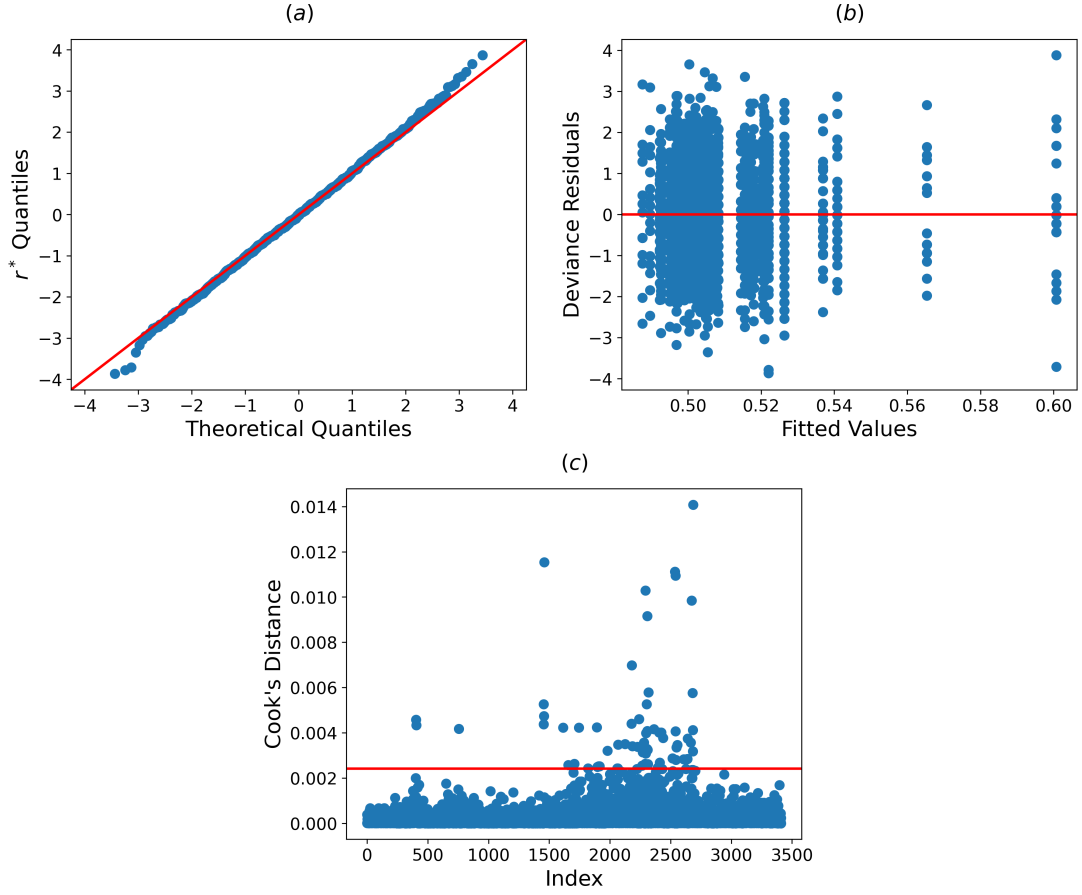 (a)
4
3
2
1
0
−1
−2
−3
−4
r* Quantiles
−4 −3 −2 −1 0 1 2 3 4
Theoretical Quantiles
(b)
4
3
2
1
0
−1
−2
−3
−4
Deviance Residuals
0.50 0.52 0.54 0.56 0.58 0.60
Fitted Values
(c)
0.014
0.012
0.010
0.008
0.006
0.004
0.002
0.000
Cook's Distance
0 500 1000 1500 2000 2500 3000 3500
Index